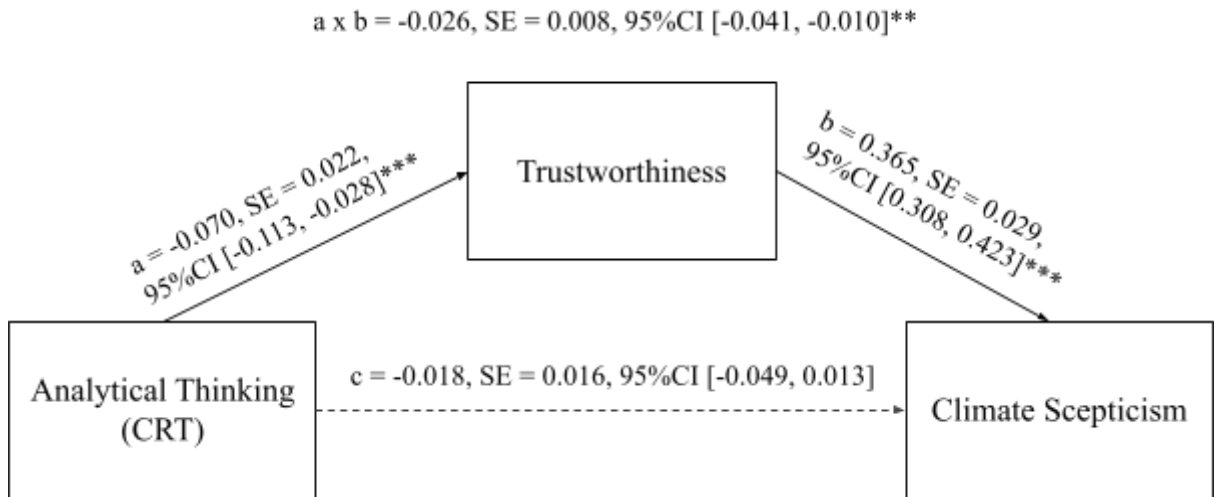 a x b = -0.026, SE = 0.008, 95%CI [-0.041, -0.010]**
Trustworthiness
a = -0.070, SE = 0.022,
95%CI [-0.113, -0.028]***
b = 0.365, SE = 0.029,
95%CI [0.308, 0.423]***
Analytical Thinking
(CRT)
c = -0.018, SE = 0.016, 95%CI [-0.049, 0.013]
Climate Scepticism